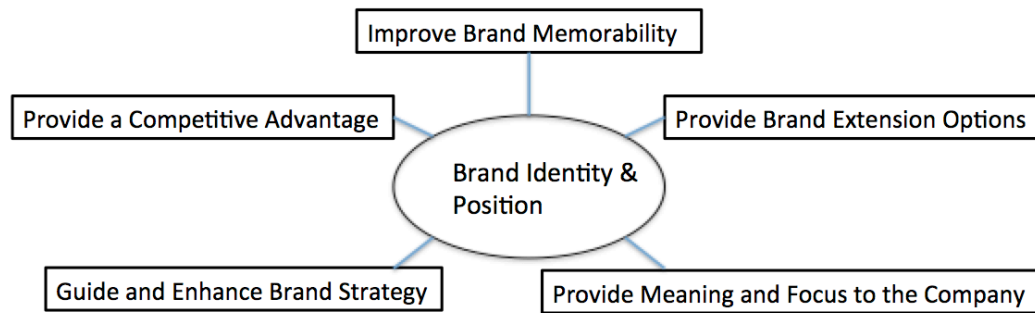 Improve Brand Memorability
Provide a Competitive Advantage
Provide Brand Extension Options
Brand Identity &
Position
Guide and Enhance Brand Strategy
Provide Meaning and Focus to the Company